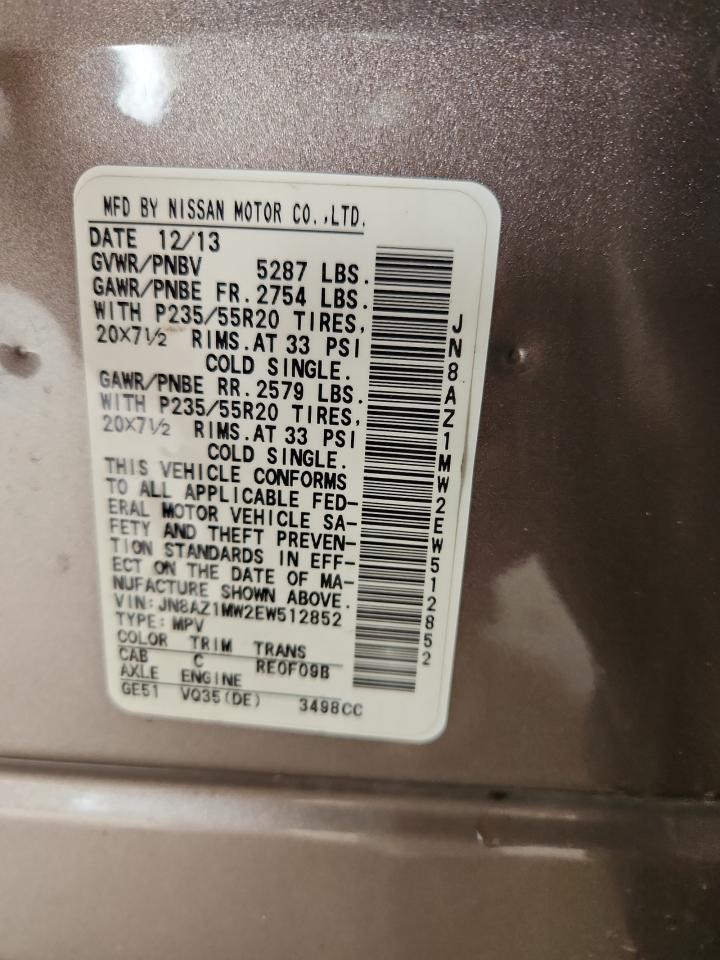 MFD BY NISSAN MOTOR CO.,LTD.
DATE 12/13
GVWR/PNBV 5287 LBS.
GAWR/PNBE FR. 2754 LBS.
WITH P235/55R20 TIRES,
20×7½ RIMS. AT 33 PSI
COLD SINGLE.
GAWR/PNBE RR. 2579 LBS.
WITH P235/55R20 TIRES,
20×7½ RIMS. AT 33 PSI
COLD SINGLE.
THIS VEHICLE CONFORMS
TO ALL APPLICABLE FED-
ERAL MOTOR VEHICLE SA-
FETY AND THEFT PREVEN-
TION STANDARDS IN EFF-
ECT ON THE DATE OF MA-
NUFACTURE SHOWN ABOVE.
VIN: JN8AZ1MW2EW512852
TYPE: MPV
COLOR TRIM TRANS
CAB C RE0F09B
AXLE ENGINE
GE51 VQ35(DE) 3498CC
JN8AZ1MW2EW512852